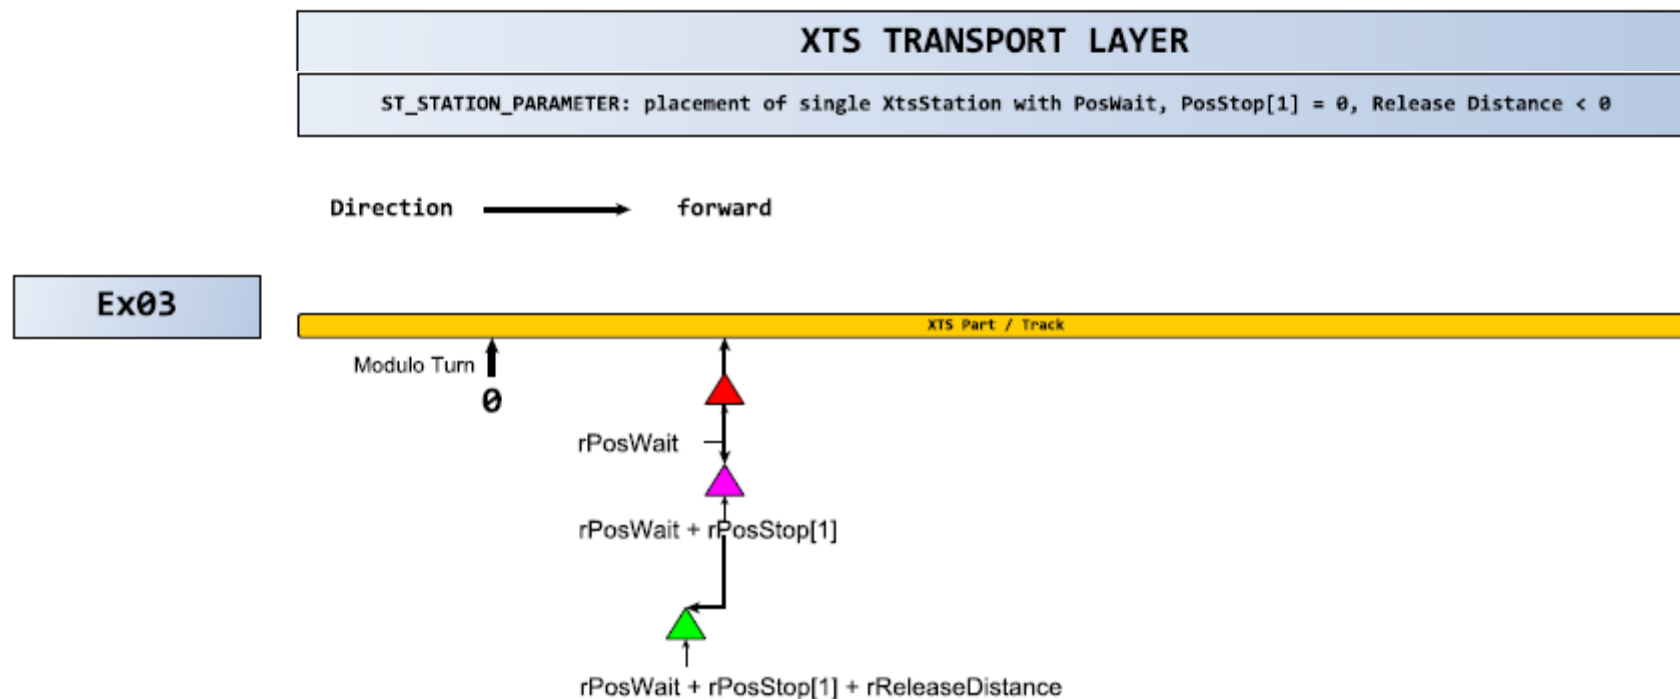 XTS TRANSPORT LAYER
ST_STATION_PARAMETER: placement of single XtsStation with PosWait, PosStop[1] = 0, Release Distance < 0
Direction forward
Ex03
XTS Part / Track
Modulo Turn
0
rPosWait
rPosWait + rPosStop[1]
rPosWait + rPosStop[1] + rReleaseDistance